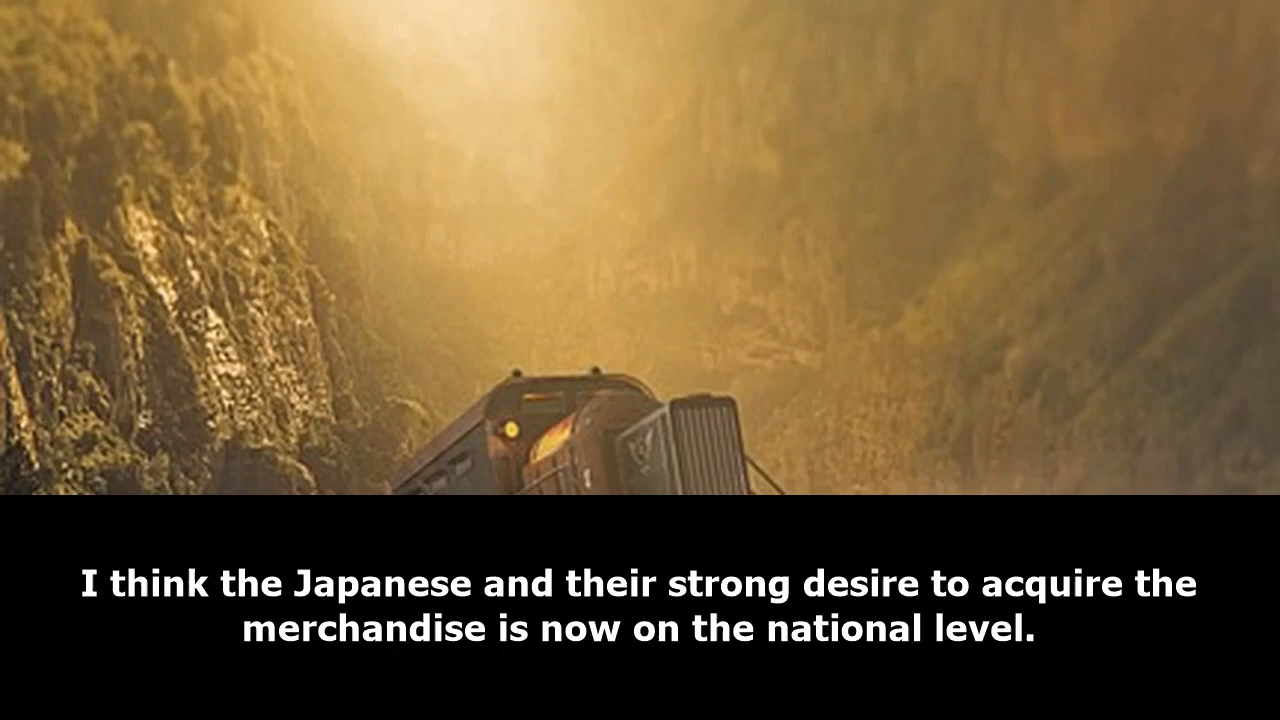 I think the Japanese and their strong desire to acquire the
merchandise is now on the national level.